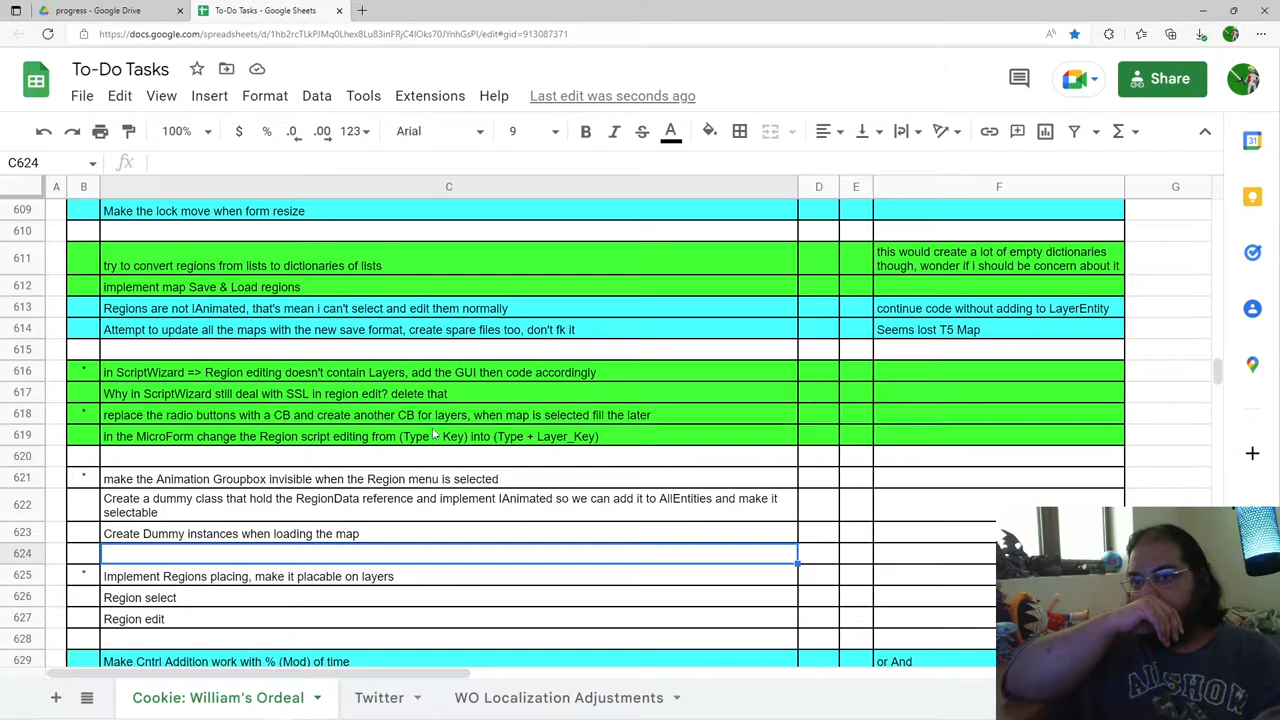 progress - Google Drive
To-Do Tasks - Google Sheets
https://docs.google.com/spreadsheets/d/1hb2rcTLkPJMq0Lhex8Lu83inFRjC4IOks70JYnhGsPI/edit#gid=913087371
To-Do Tasks
Share
File Edit View Insert Format Data Tools Extensions Help Last edit was seconds ago
100% $ % .0 .00 123 Arial 9 B I S A
C624 fx
A B C D E F G
609 Make the lock move when form resize
610
611 try to convert regions from lists to dictionaries of lists
this would create a lot of empty dictionaries
though, wonder if i should be concern about it
612 implement map Save & Load regions
613 Regions are not IAnimated, that's mean i can't select and edit them normally continue code without adding to LayerEntity
614 Attempt to update all the maps with the new save format, create spare files too, don't fk it Seems lost T5 Map
615
616 * in ScriptWizard => Region editing doesn't contain Layers, add the GUI then code accordingly
617 Why in ScriptWizard still deal with SSL in region edit? delete that
618 * replace the radio buttons with a CB and create another CB for layers, when map is selected fill the later
619 in the MicroForm change the Region script editing from (Type Key) into (Type + Layer_Key)
620
621 * make the Animation Groupbox invisible when the Region menu is selected
622 Create a dummy class that hold the RegionData reference and implement IAnimated so we can add it to AllEntities and make it
selectable
623 Create Dummy instances when loading the map
624
625 * Implement Regions placing, make it placable on layers
626 Region select
627 Region edit
628
629 Make Cntrl Addition work with % (Mod) of time or And
Cookie: William's Ordeal Twitter WO Localization Adjustments